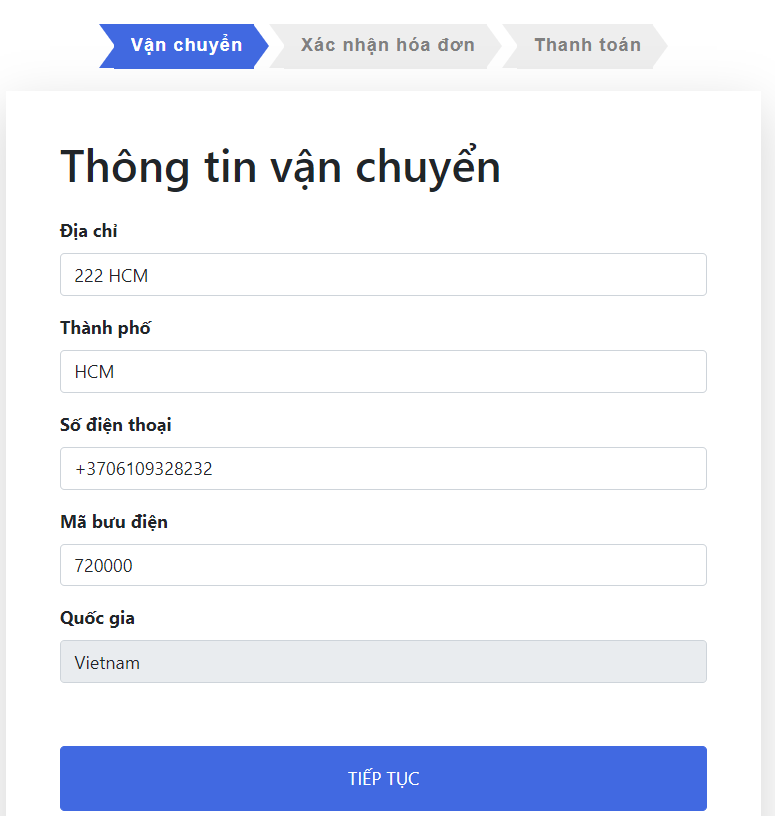 Vận chuyển Xác nhận hóa đơn Thanh toán
Thông tin vận chuyển
Địa chỉ
222 HCM
Thành phố
HCM
Số điện thoại
+3706109328232
Mã bưu điện
720000
Quốc gia
Vietnam
TIẾP TỤC